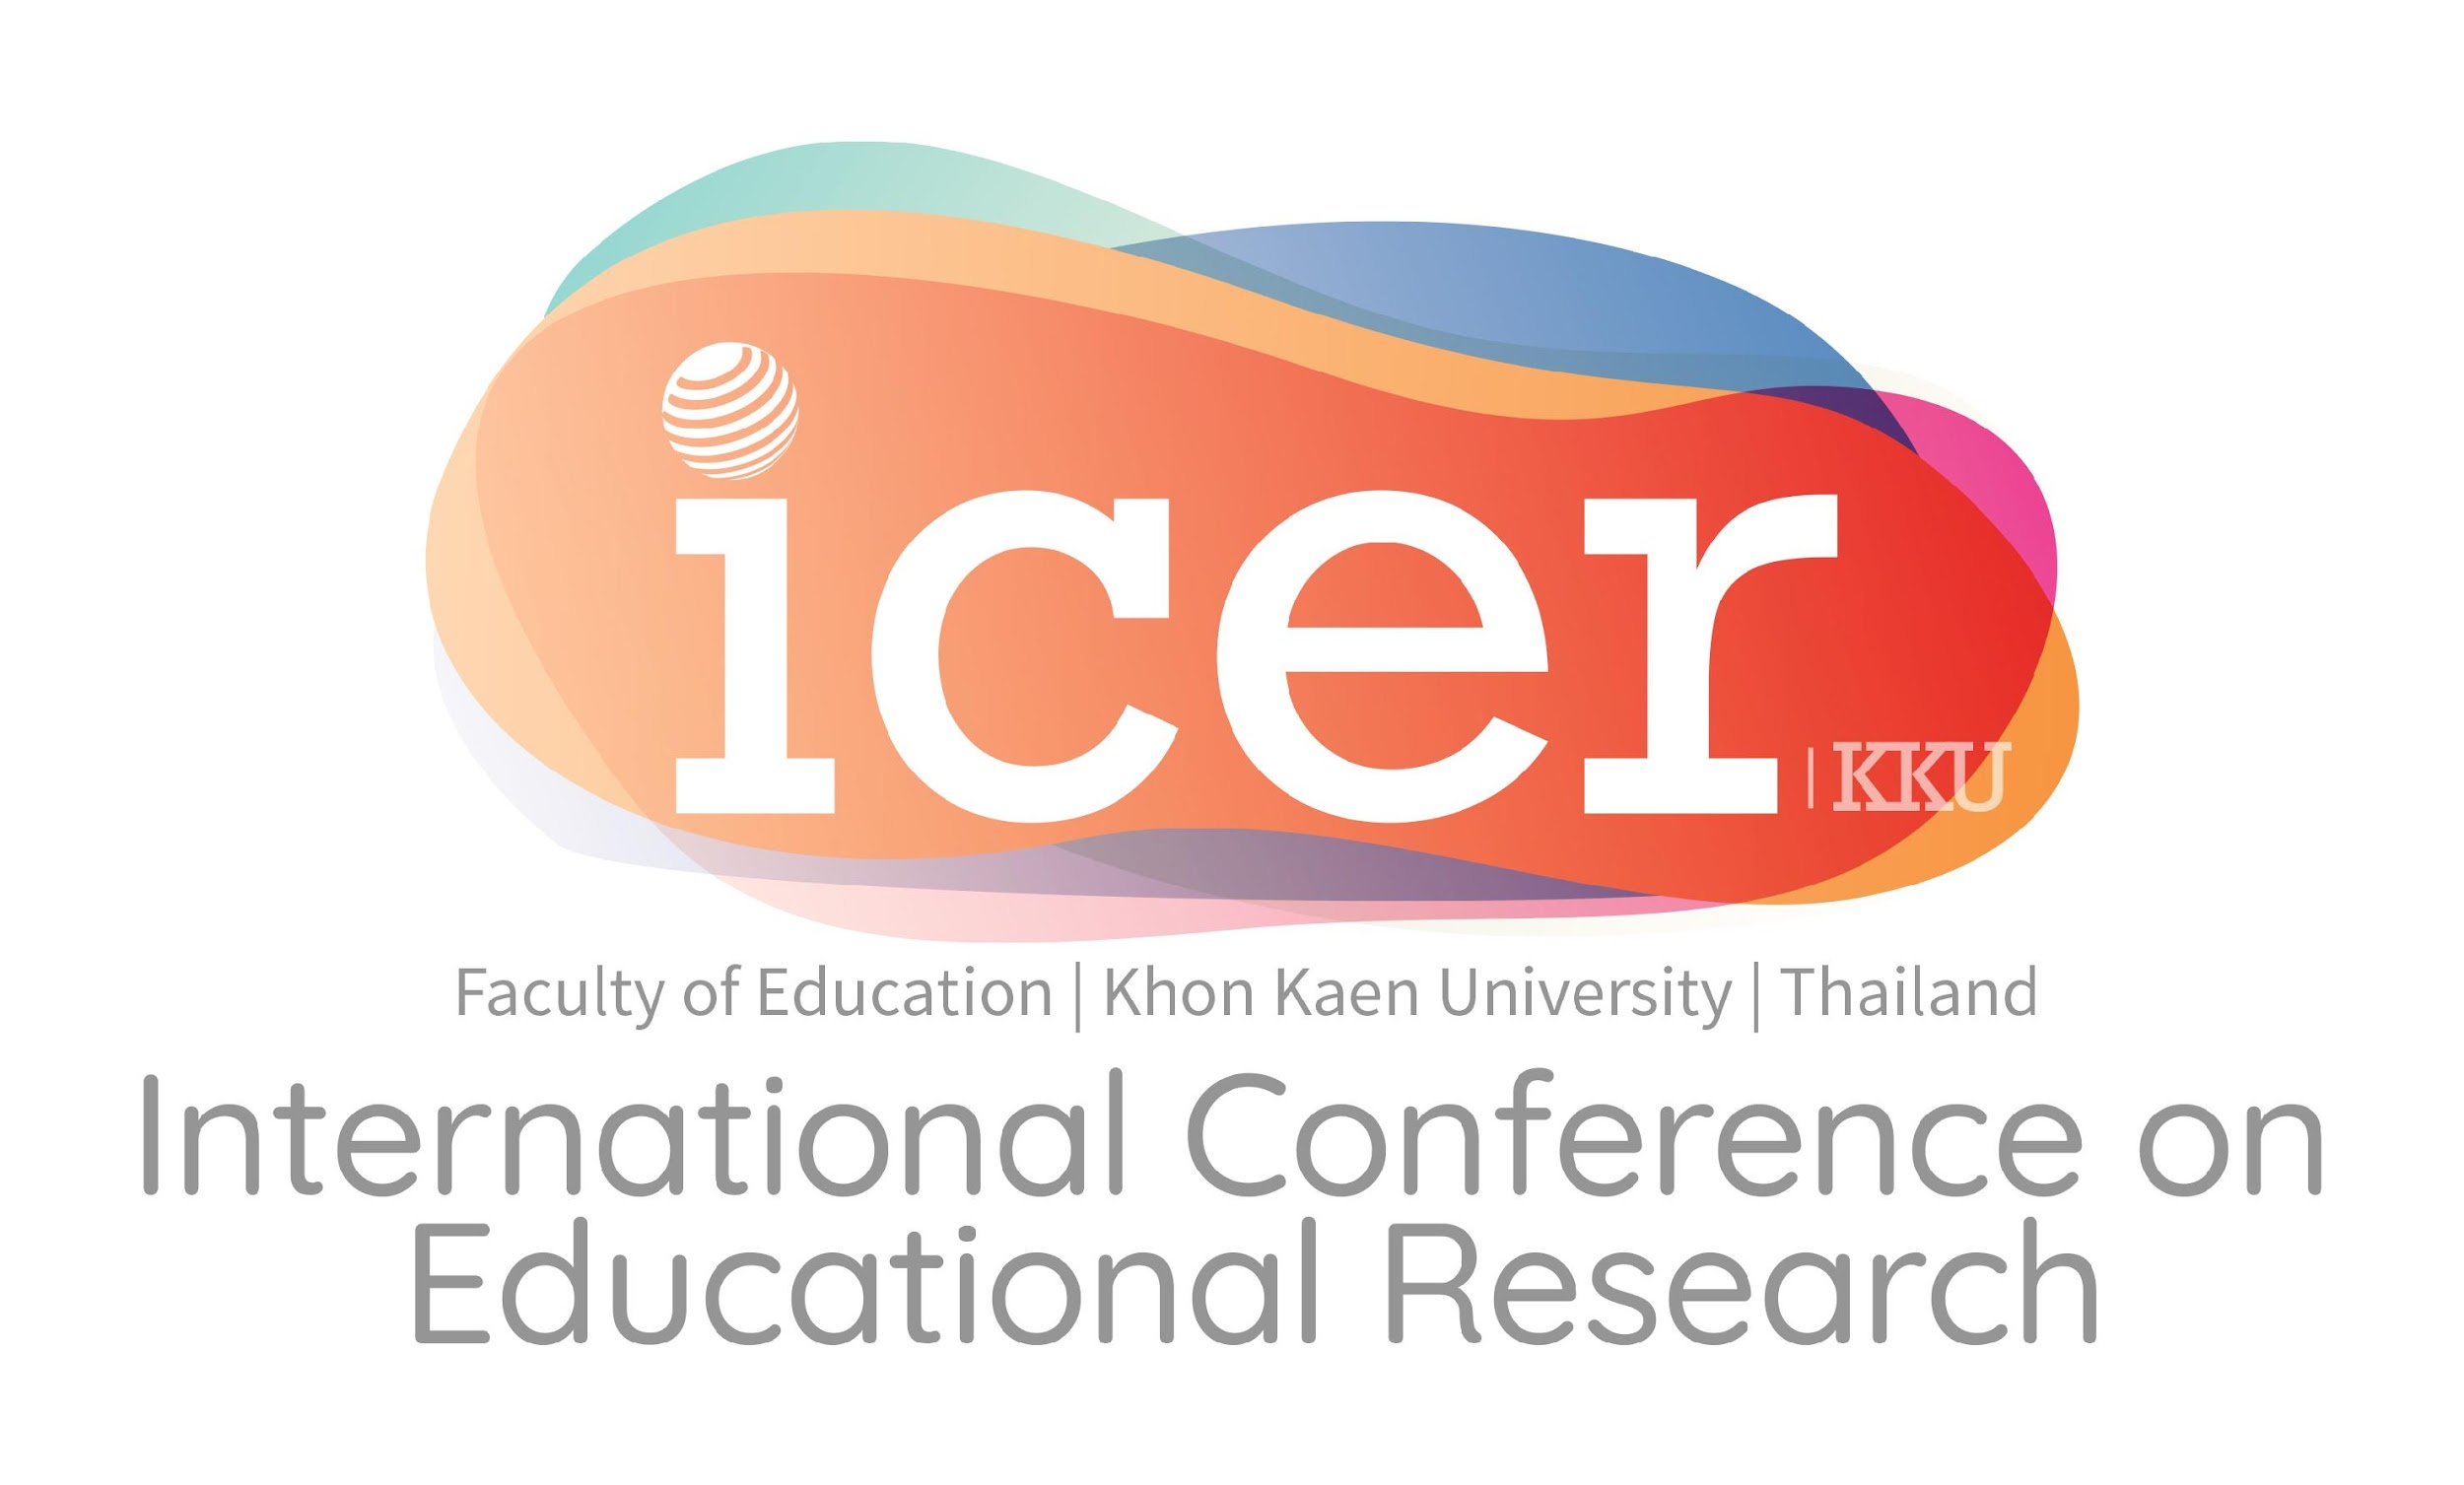 icer | KKU
Faculty of Education | Khon Kaen University | Thailand
International Conference on
Educational Research